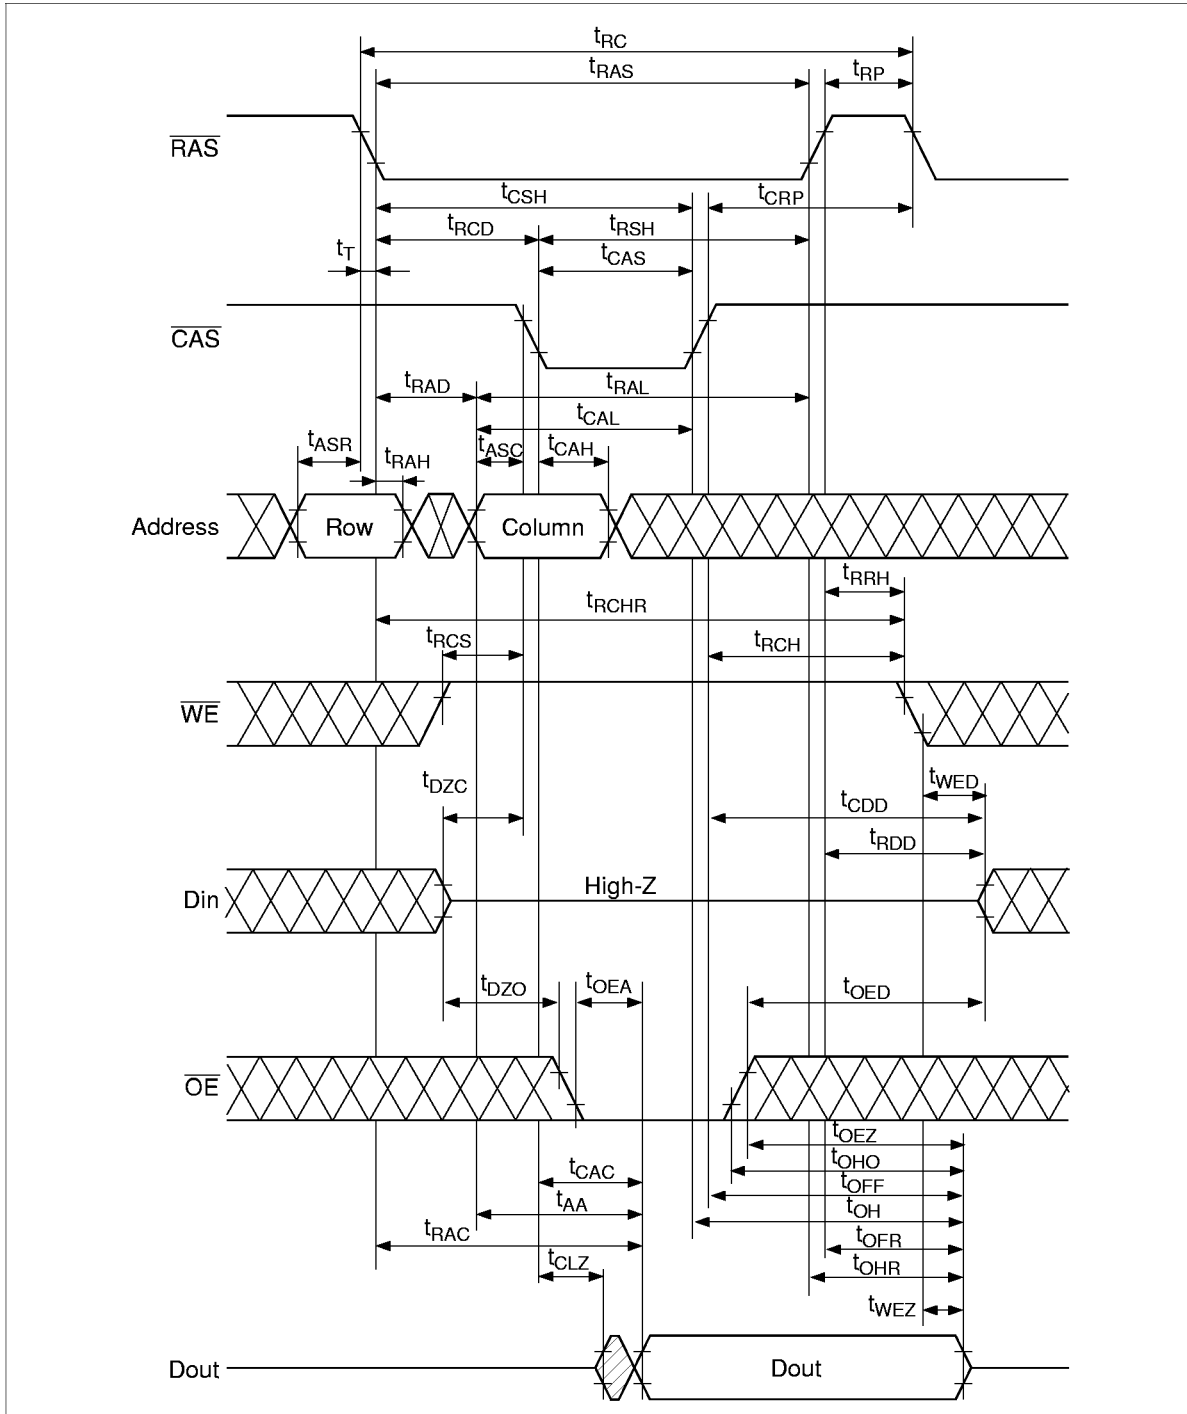 tRC
tRAS
tRP
RAS
tCSH
tCRP
tRCD
tRSH
tT
tCAS
CAS
tRAD
tRAL
tCAL
tASR
tASC
tCAH
tRAH
Address
Row
Column
tRRH
tRCHR
tRCS
tRCH
WE
tDZC
tWED
tCDD
tRDD
High-Z
Din
tDZO
tOEA
tOED
OE
tOEZ
tOHO
tCAC
tOFF
tAA
tOH
tRAC
tOFR
tCLZ
tOHR
tWEZ
Dout
Dout